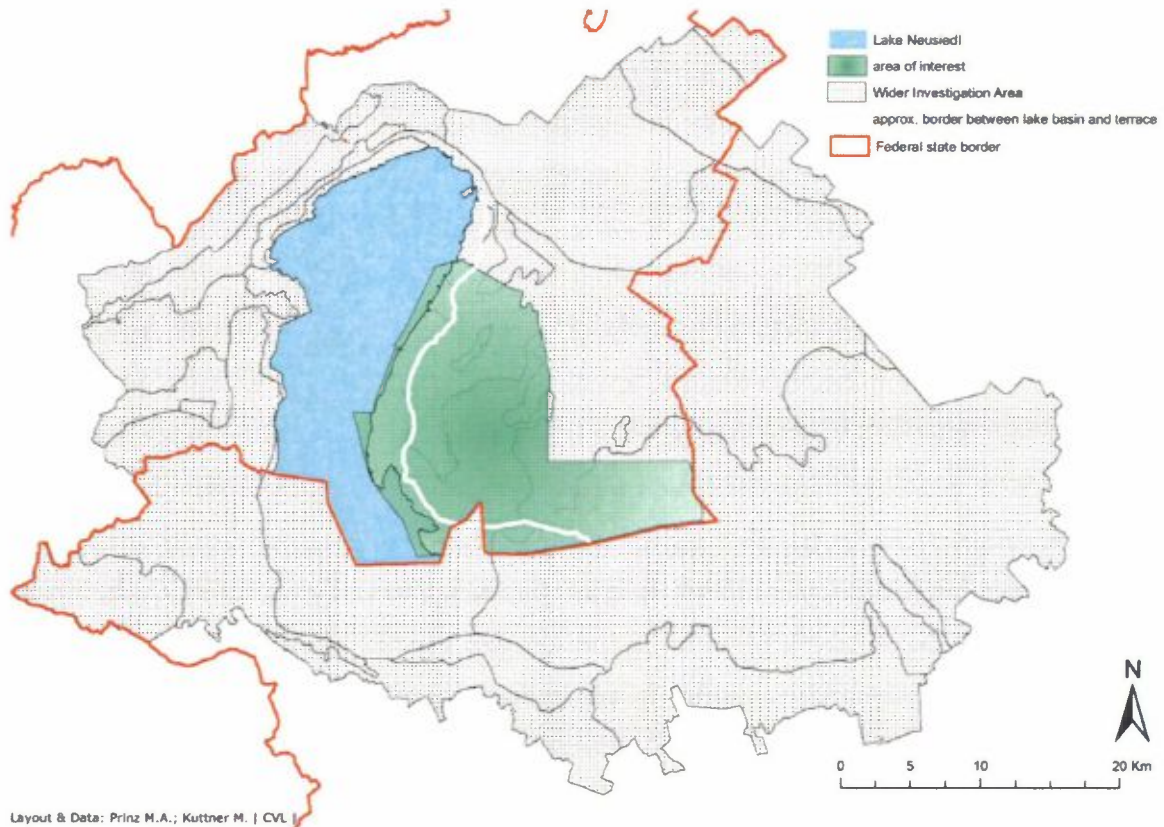 Lake Neusiedl
area of interest
Wider Investigation Area
approx. border between lake basin and terrace
Federal state border
N
0 5 10 20 Km
Layout & Data: Prinz M.A.; Kuttner M. | CVL |